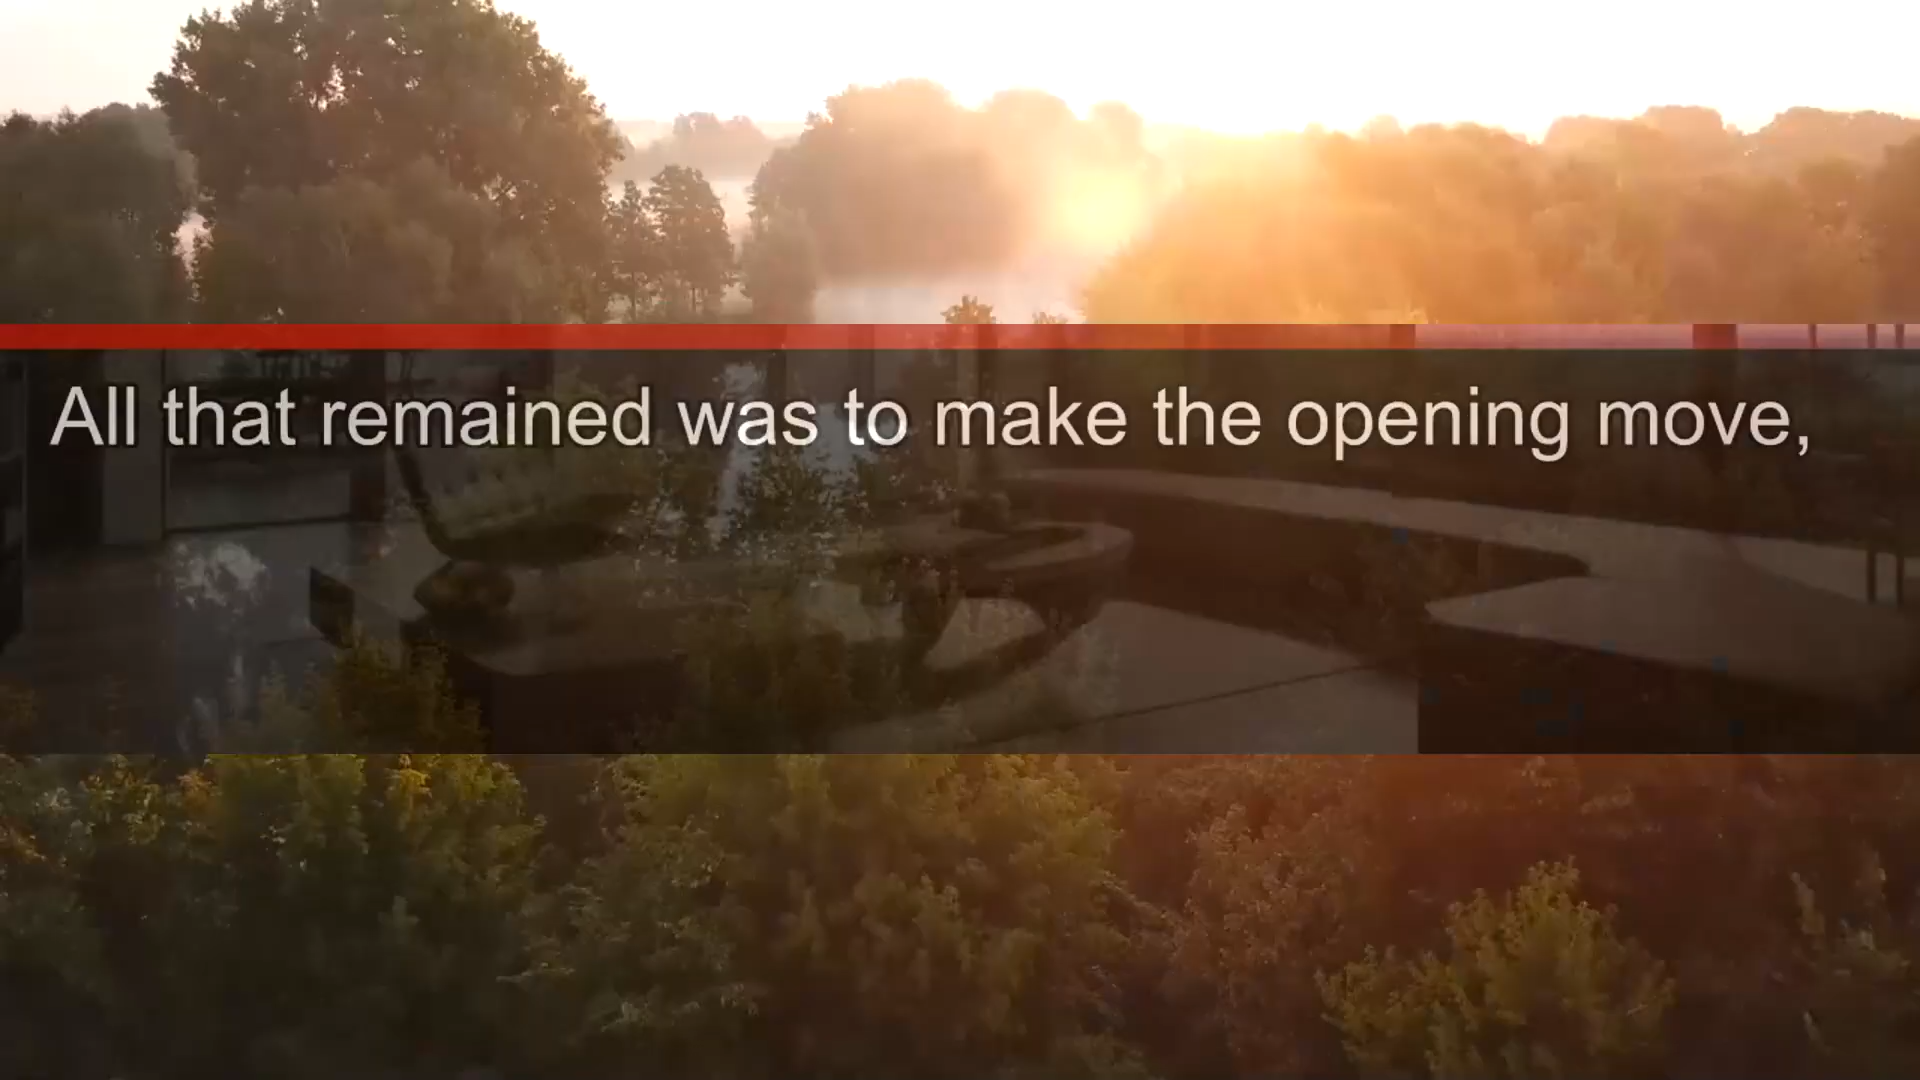 All that remained was to make the opening move,